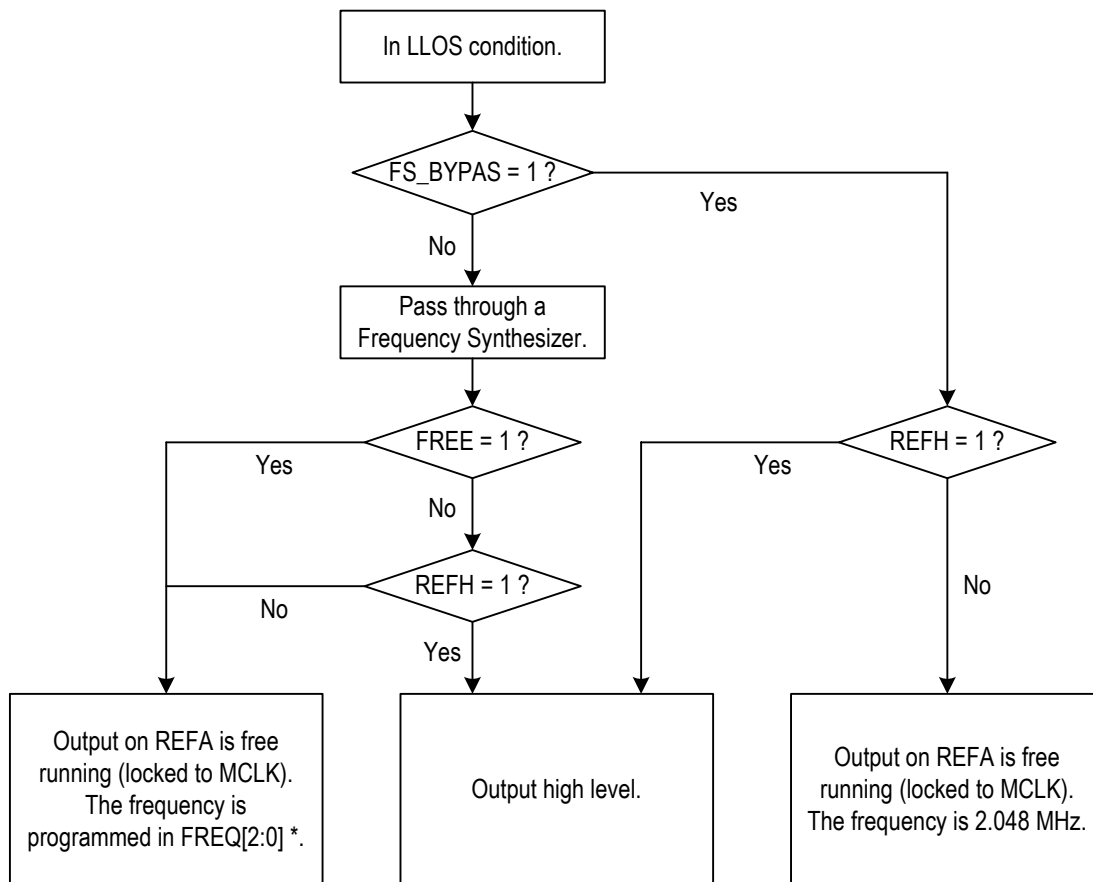 In LLOS condition.
FS_BYPAS = 1 ?
Yes
No
Pass through a
Frequency Synthesizer.
FREE = 1 ?
REFH = 1 ?
Yes
Yes
No
REFH = 1 ?
No
No
Yes
Output on REFA is free
running (locked to MCLK).
The frequency is
programmed in FREQ[2:0] *.
Output high level.
Output on REFA is free
running (locked to MCLK).
The frequency is 2.048 MHz.